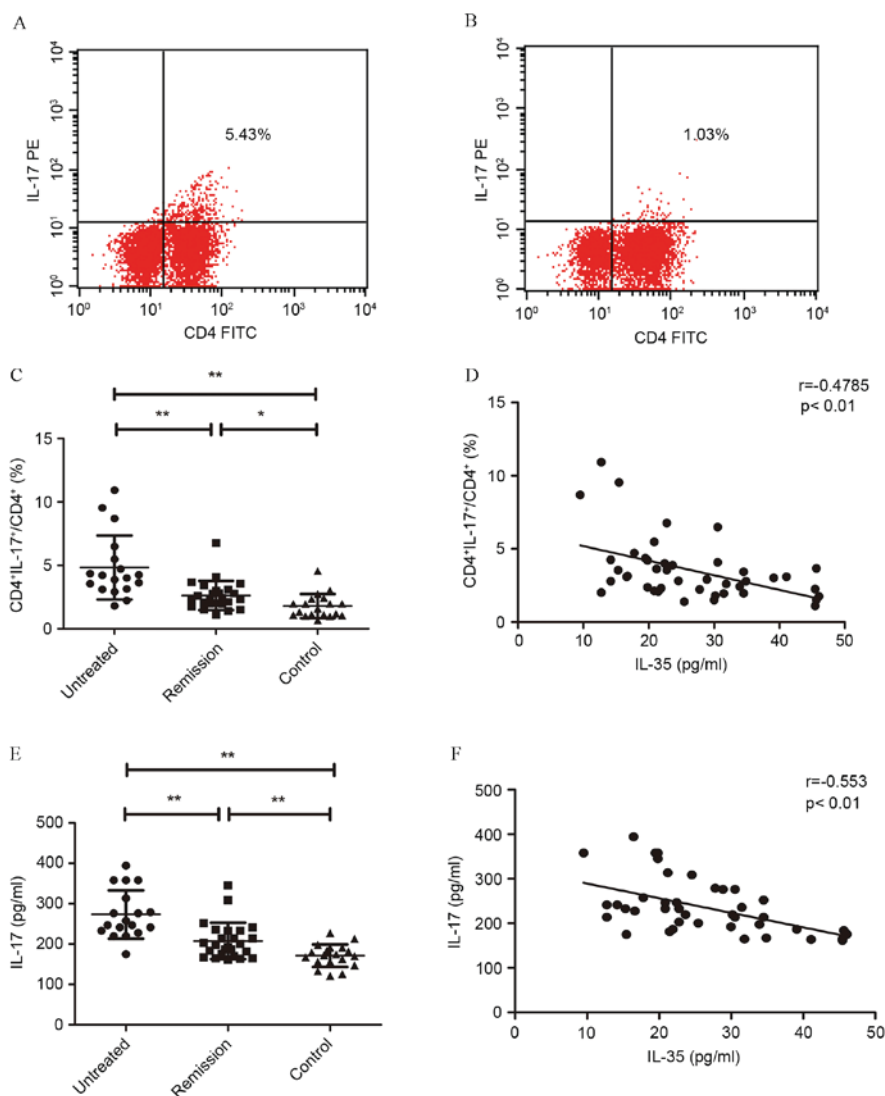 A
10⁴
10³
10²
10¹
10⁰
IL-17 PE
5.43%
10⁰ 10¹ 10² 10³ 10⁴
CD4 FITC
B
10⁴
10³
10²
10¹
10⁰
IL-17 PE
1.03%
10⁰ 10¹ 10² 10³ 10⁴
CD4 FITC
C
**
** *
15
10
5
0
CD4⁺IL-17⁺/CD4⁺ (%)
Untreated
Remission
Control
D
r=-0.4785
p< 0.01
15
10
5
0
CD4⁺IL-17⁺/CD4⁺ (%)
0 10 20 30 40 50
IL-35 (pg/ml)
E
**
** **
500
400
300
200
100
0
IL-17 (pg/ml)
Untreated
Remission
Control
F
r=-0.553
p< 0.01
500
400
300
200
100
0
IL-17 (pg/ml)
0 10 20 30 40 50
IL-35 (pg/ml)